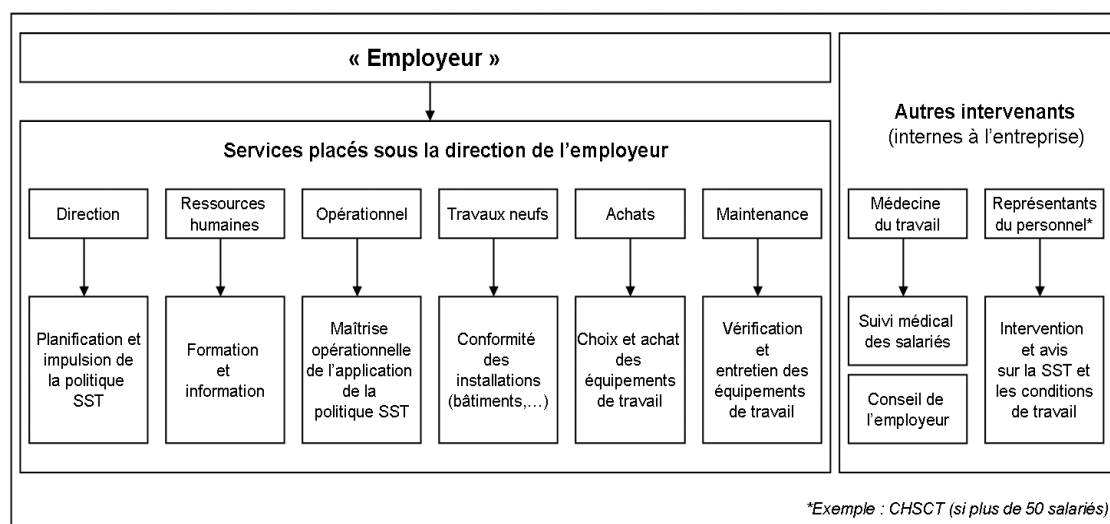 « Employeur »
Services placés sous la direction de l'employeur
Direction
Ressources
humaines
Opérationnel
Travaux neufs
Achats
Maintenance
Planification et
impulsion de
la politique
SST
Formation
et
information
Maîtrise
opérationnelle
de l'application
de la
politique SST
Conformité
des
installations
(bâtiments,…)
Choix et achat
des
équipements
de travail
Vérification
et
entretien des
équipements
de travail
Autres intervenants
(internes à l'entreprise)
Médecine
du travail
Représentants
du personnel*
Suivi médical
des salariés
Conseil de
l'employeur
Intervention
et avis
sur la SST et
les conditions
de travail
*Exemple : CHSCT (si plus de 50 salariés)